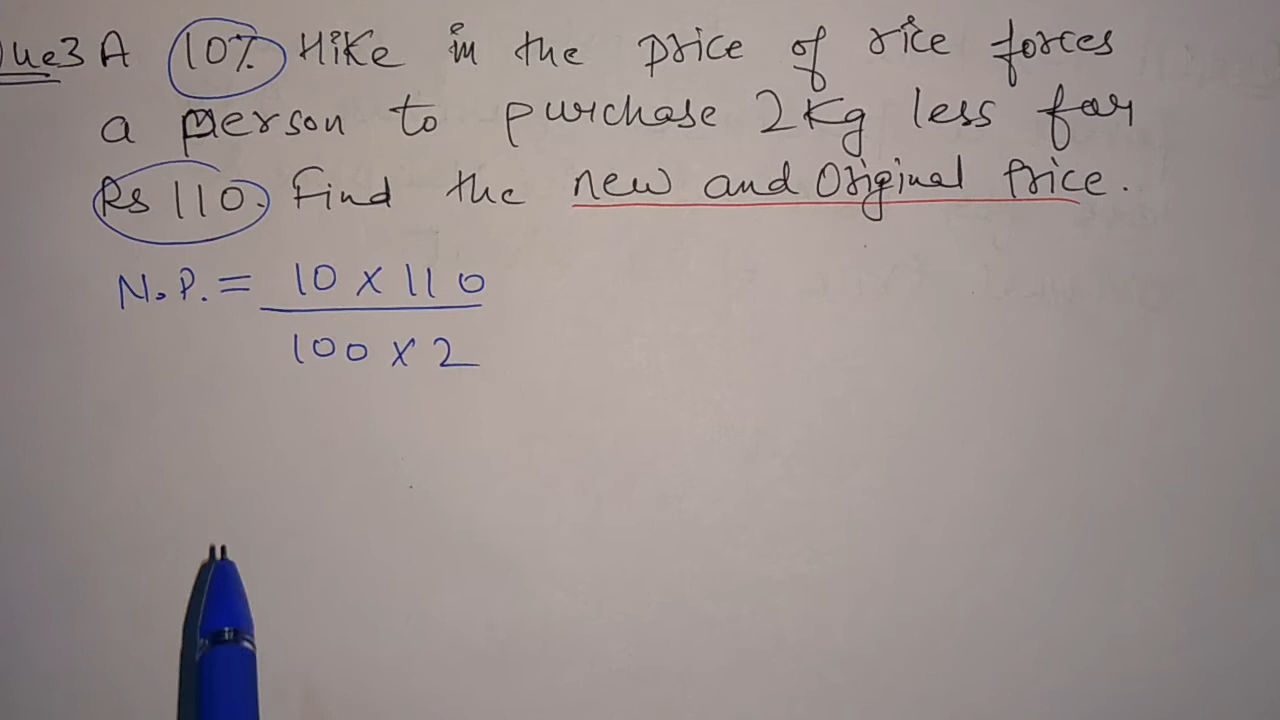 Que3 A 10% Hike in the price of rice forces
a person to purchase 2Kg less for
Rs 110. Find the new and Original Price.
N.P. = 10 x 110
100 x 2